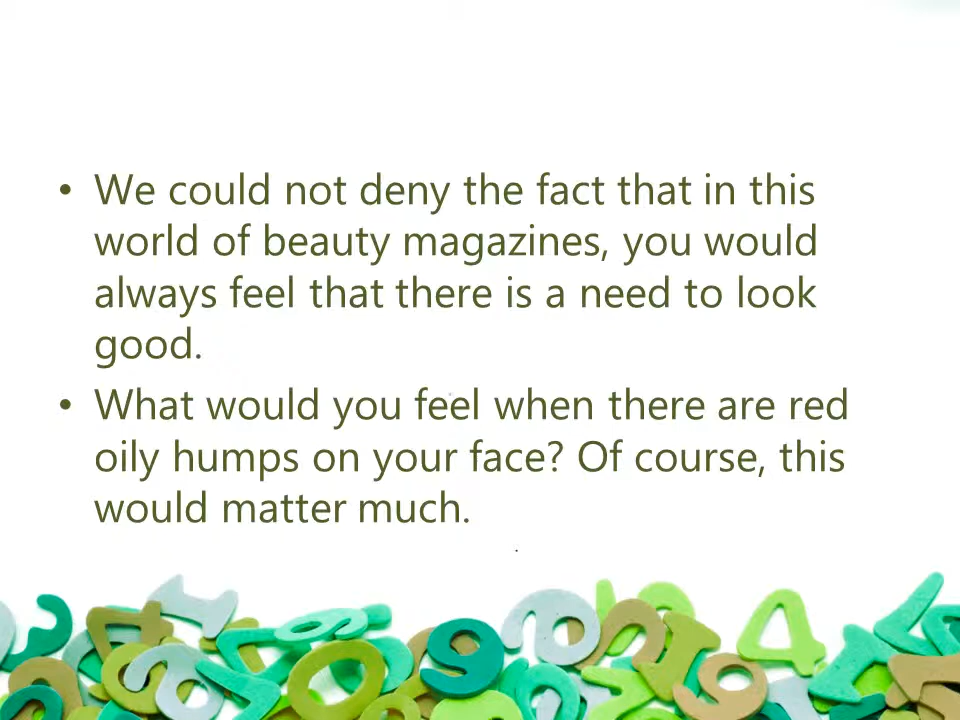 • We could not deny the fact that in this
world of beauty magazines, you would
always feel that there is a need to look
good.
• What would you feel when there are red
oily humps on your face? Of course, this
would matter much.